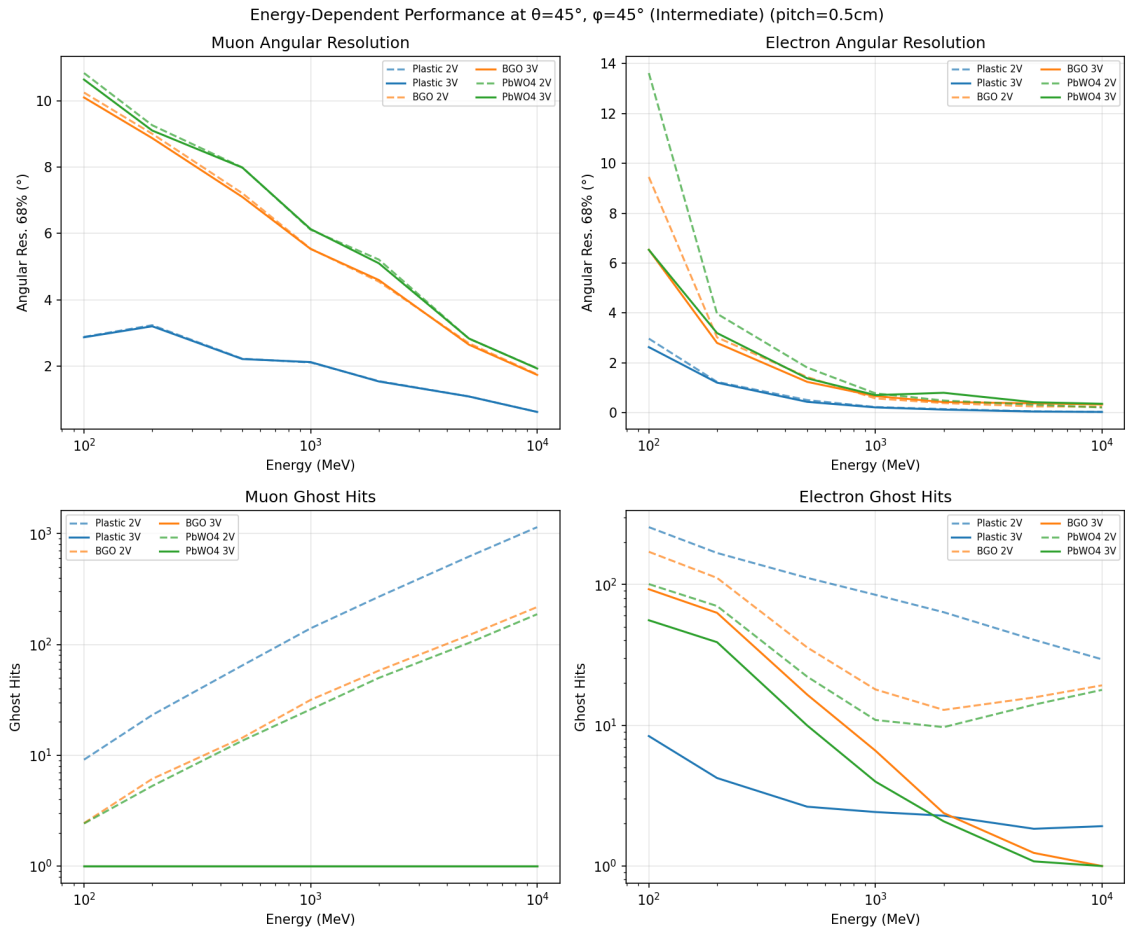 Energy-Dependent Performance at θ=45°, φ=45° (Intermediate) (pitch=0.5cm)
Muon Angular Resolution
Angular Res. 68% (°)
10
8
6
4
2
Plastic 2V
Plastic 3V
BGO 2V
BGO 3V
PbWO4 2V
PbWO4 3V
10² 10³ 10⁴
Energy (MeV)
Electron Angular Resolution
Angular Res. 68% (°)
14
12
10
8
6
4
2
0
Plastic 2V
Plastic 3V
BGO 2V
BGO 3V
PbWO4 2V
PbWO4 3V
10² 10³ 10⁴
Energy (MeV)
Muon Ghost Hits
Ghost Hits
10³
10²
10¹
10⁰
Plastic 2V
Plastic 3V
BGO 2V
BGO 3V
PbWO4 2V
PbWO4 3V
10² 10³ 10⁴
Energy (MeV)
Electron Ghost Hits
Ghost Hits
10²
10¹
10⁰
Plastic 2V
Plastic 3V
BGO 2V
BGO 3V
PbWO4 2V
PbWO4 3V
10² 10³ 10⁴
Energy (MeV)